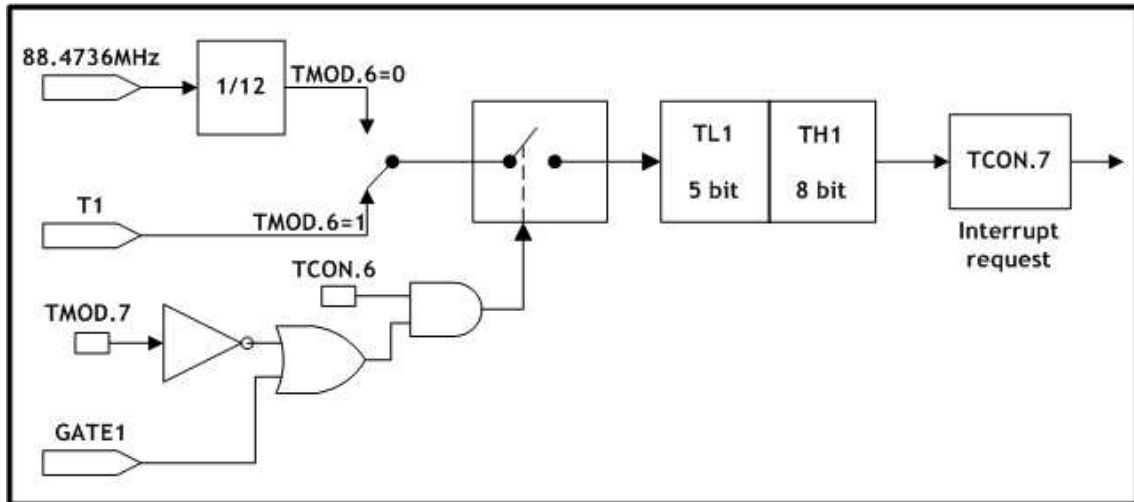 88.4736MHz
1/12
TMOD.6=0
T1
TMOD.6=1
TL1
5 bit
TH1
8 bit
TCON.7
Interrupt
request
TCON.6
TMOD.7
GATE1